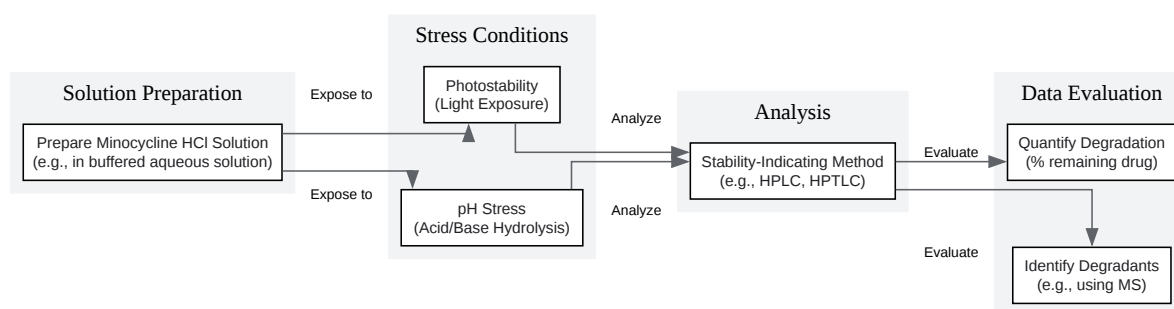 Solution Preparation
Prepare Minocycline HCl Solution
(e.g., in buffered aqueous solution)
Expose to
Expose to
Stress Conditions
Photostability
(Light Exposure)
pH Stress
(Acid/Base Hydrolysis)
Analyze
Analyze
Analysis
Stability-Indicating Method
(e.g., HPLC, HPTLC)
Evaluate
Evaluate
Data Evaluation
Quantify Degradation
(% remaining drug)
Identify Degradants
(e.g., using MS)